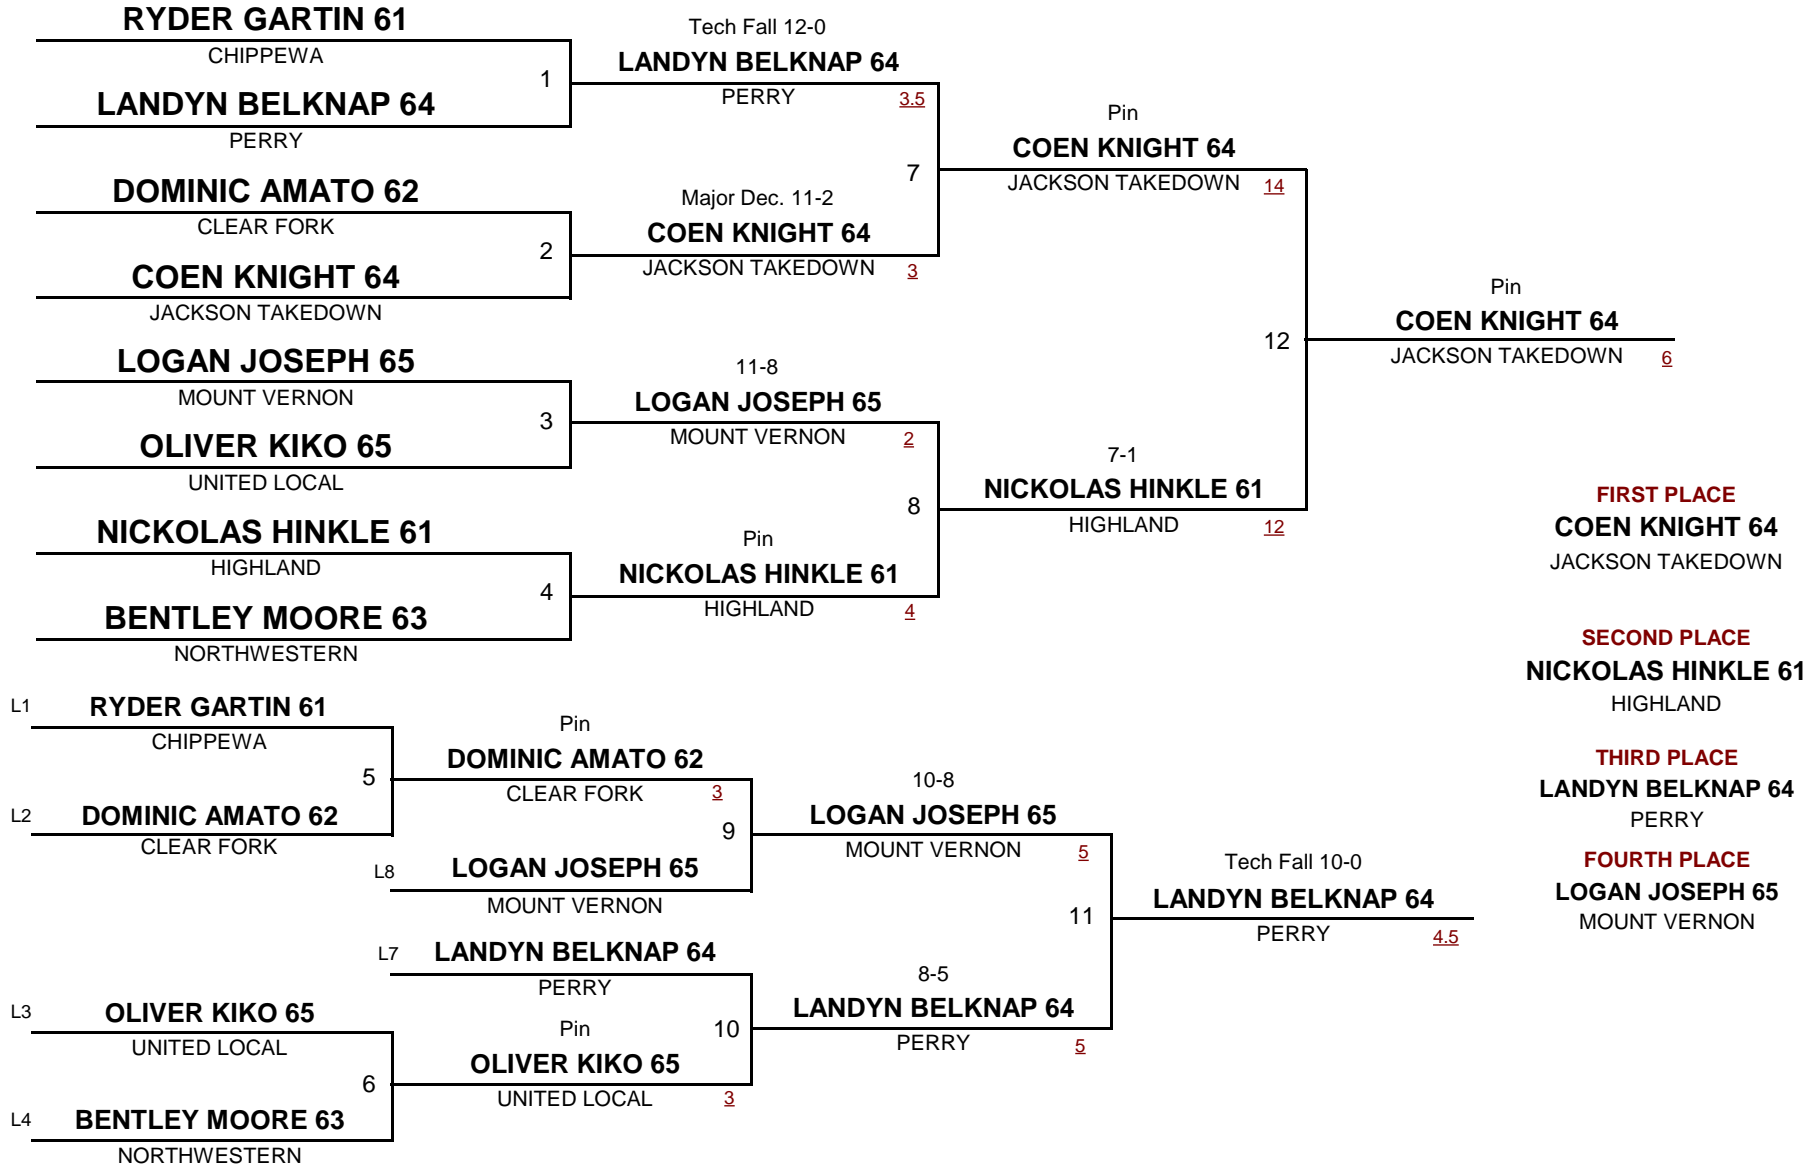 RYDER GARTIN 61
CHIPPEWA
1
LANDYN BELKNAP 64
PERRY
DOMINIC AMATO 62
CLEAR FORK
2
COEN KNIGHT 64
JACKSON TAKEDOWN
LOGAN JOSEPH 65
MOUNT VERNON
3
OLIVER KIKO 65
UNITED LOCAL
NICKOLAS HINKLE 61
HIGHLAND
4
BENTLEY MOORE 63
NORTHWESTERN
Tech Fall 12-0
LANDYN BELKNAP 64
PERRY 3.5
7
Major Dec. 11-2
COEN KNIGHT 64
JACKSON TAKEDOWN 3
11-8
LOGAN JOSEPH 65
MOUNT VERNON 2
8
Pin
NICKOLAS HINKLE 61
HIGHLAND 4
Pin
COEN KNIGHT 64
JACKSON TAKEDOWN 14
12
7-1
NICKOLAS HINKLE 61
HIGHLAND 12
Pin
COEN KNIGHT 64
JACKSON TAKEDOWN 6
FIRST PLACE
COEN KNIGHT 64
JACKSON TAKEDOWN
SECOND PLACE
NICKOLAS HINKLE 61
HIGHLAND
THIRD PLACE
LANDYN BELKNAP 64
PERRY
FOURTH PLACE
LOGAN JOSEPH 65
MOUNT VERNON
L1 RYDER GARTIN 61
CHIPPEWA
5
L2 DOMINIC AMATO 62
CLEAR FORK
L3 OLIVER KIKO 65
UNITED LOCAL
6
L4 BENTLEY MOORE 63
NORTHWESTERN
Pin
DOMINIC AMATO 62
CLEAR FORK 3
9
L8 LOGAN JOSEPH 65
MOUNT VERNON
L7 LANDYN BELKNAP 64
PERRY
10
Pin
OLIVER KIKO 65
UNITED LOCAL 3
10-8
LOGAN JOSEPH 65
MOUNT VERNON 5
11
8-5
LANDYN BELKNAP 64
PERRY 5
Tech Fall 10-0
LANDYN BELKNAP 64
PERRY 4.5